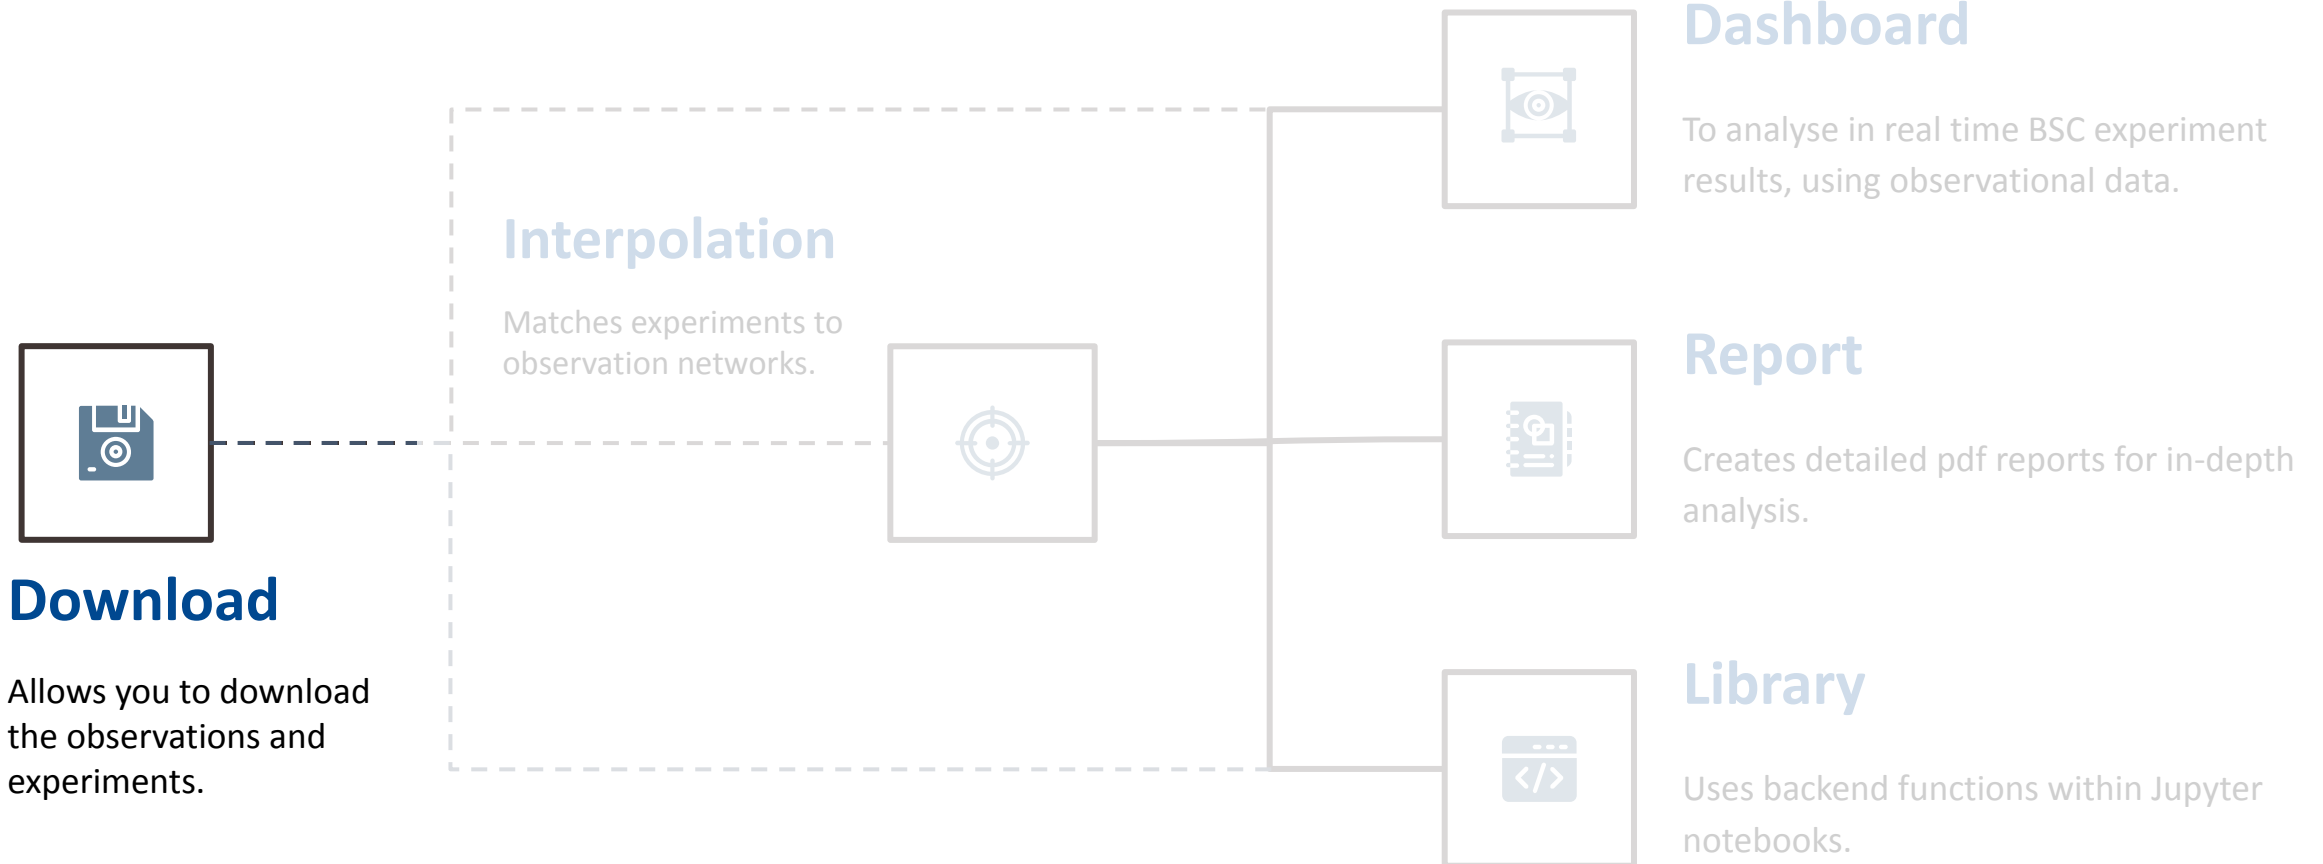 Download
Allows you to download
the observations and
experiments.
Interpolation
Matches experiments to
observation networks.
Dashboard
To analyse in real time BSC experiment
results, using observational data.
Report
Creates detailed pdf reports for in-depth
analysis.
Library
Uses backend functions within Jupyter
notebooks.